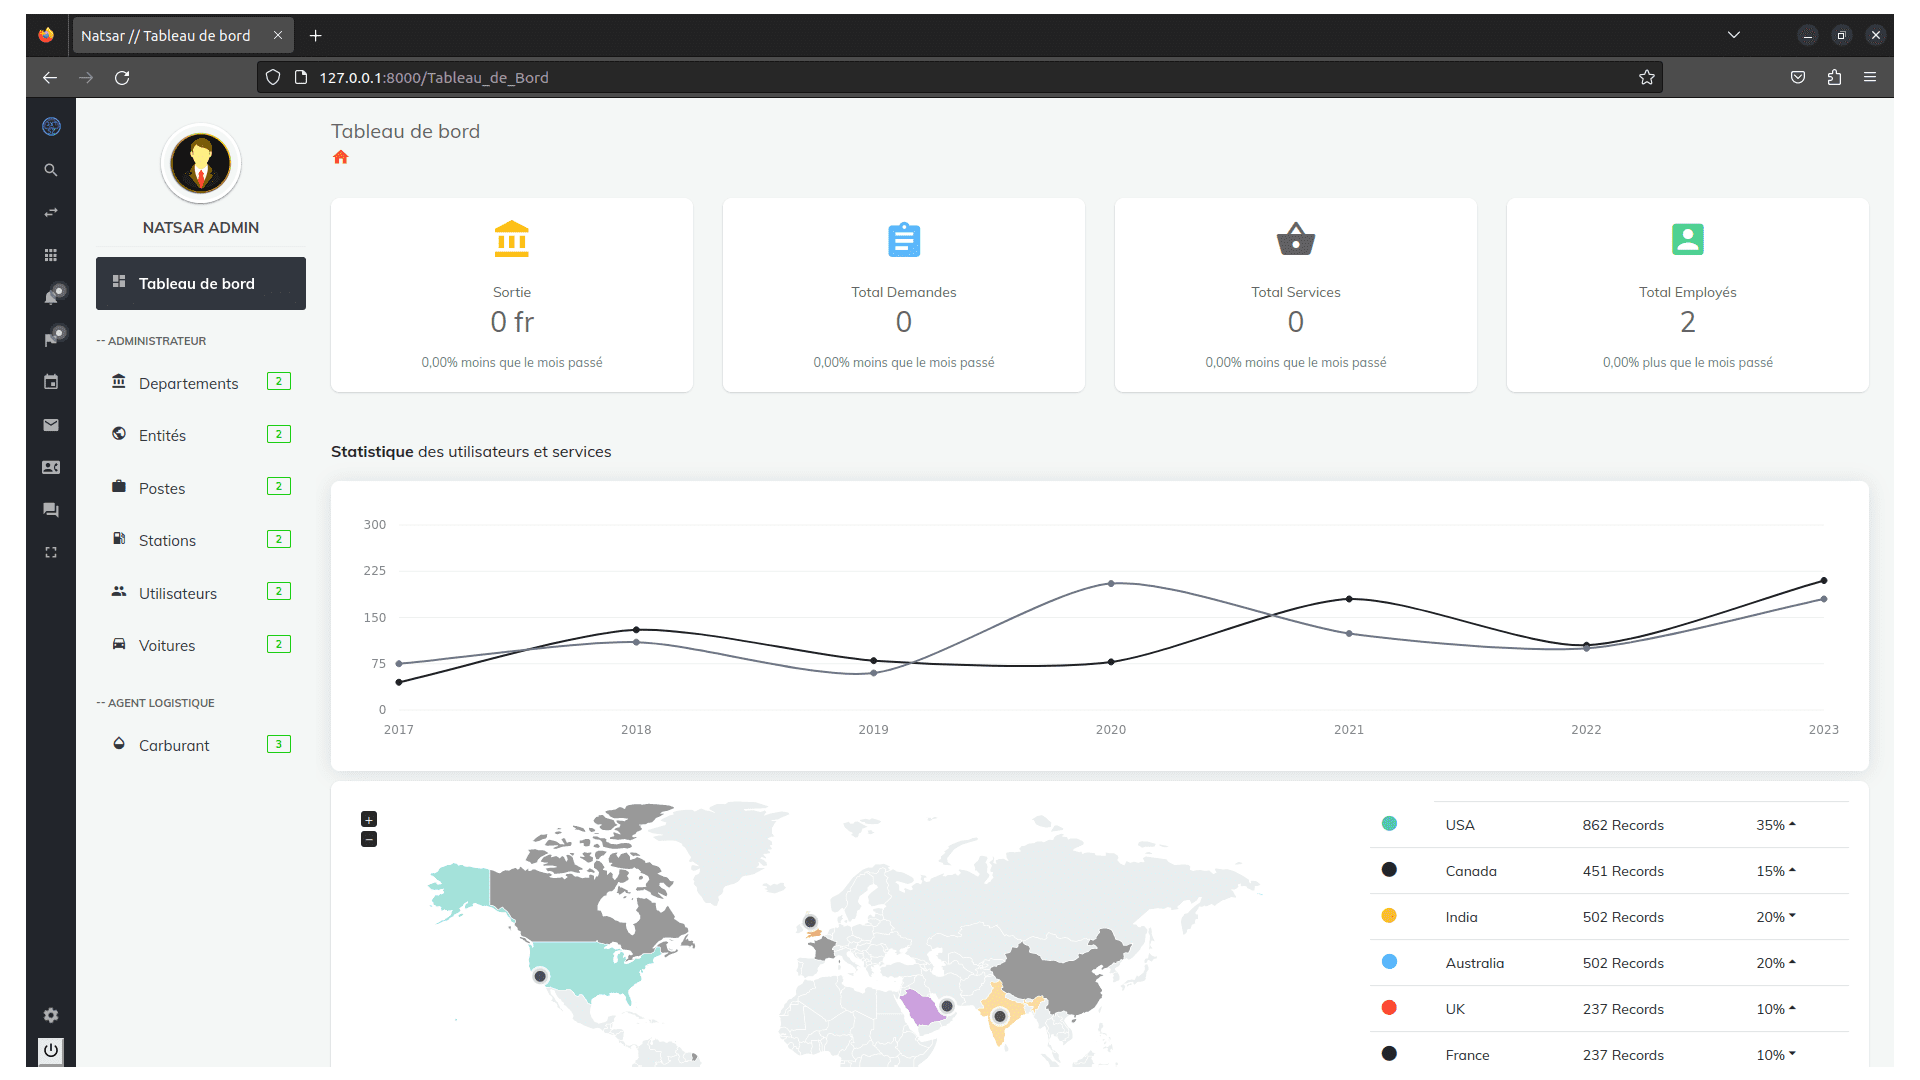 Natsar // Tableau de bord
127.0.0.1:8000/Tableau_de_Bord
NATSAR ADMIN
Tableau de bord
-- ADMINISTRATEUR
Departements 2
Entités 2
Postes 2
Stations 2
Utilisateurs 2
Voitures 2
-- AGENT LOGISTIQUE
Carburant 3
Tableau de bord
Sortie
0 fr
0,00% moins que le mois passé
Total Demandes
0
0,00% moins que le mois passé
Total Services
0
0,00% moins que le mois passé
Total Employés
2
0,00% plus que le mois passé
Statistique des utilisateurs et services
300
225
150
75
0
2017 2018 2019 2020 2021 2022 2023
+
−
USA 862 Records 35%
Canada 451 Records 15%
India 502 Records 20%
Australia 502 Records 20%
UK 237 Records 10%
France 237 Records 10%